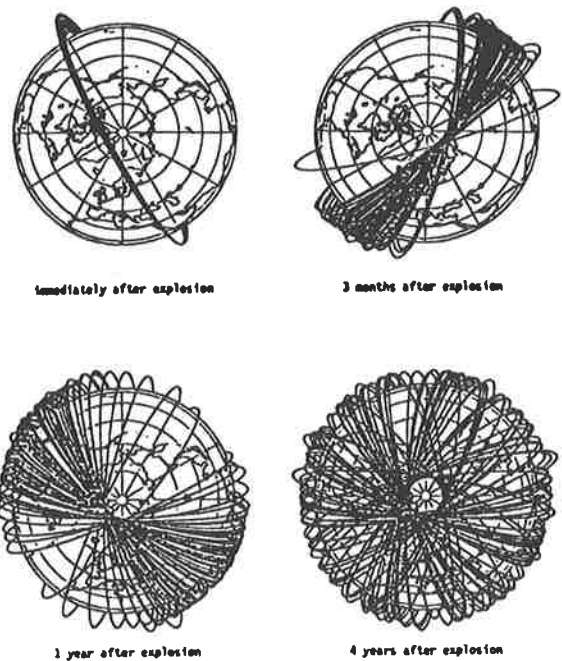 immediately after explosion
3 months after explosion
1 year after explosion
4 years after explosion